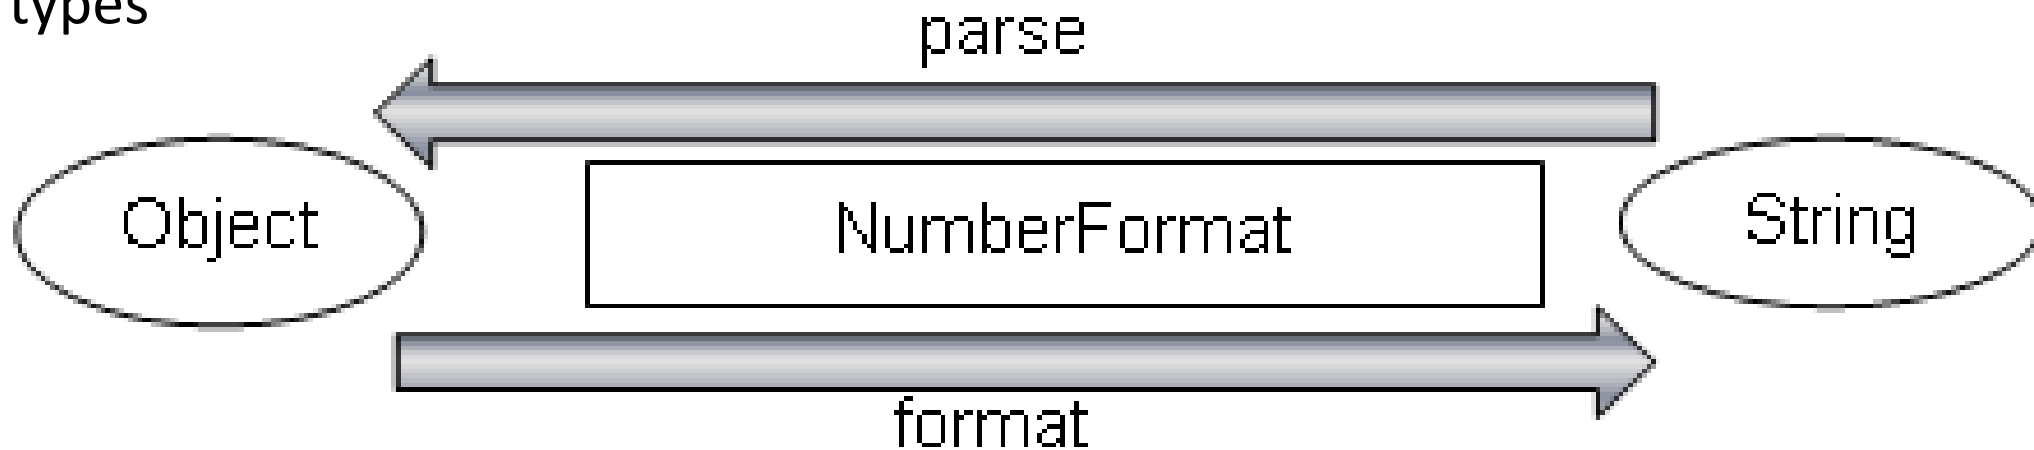 types
parse
Object
NumberFormat
String
format